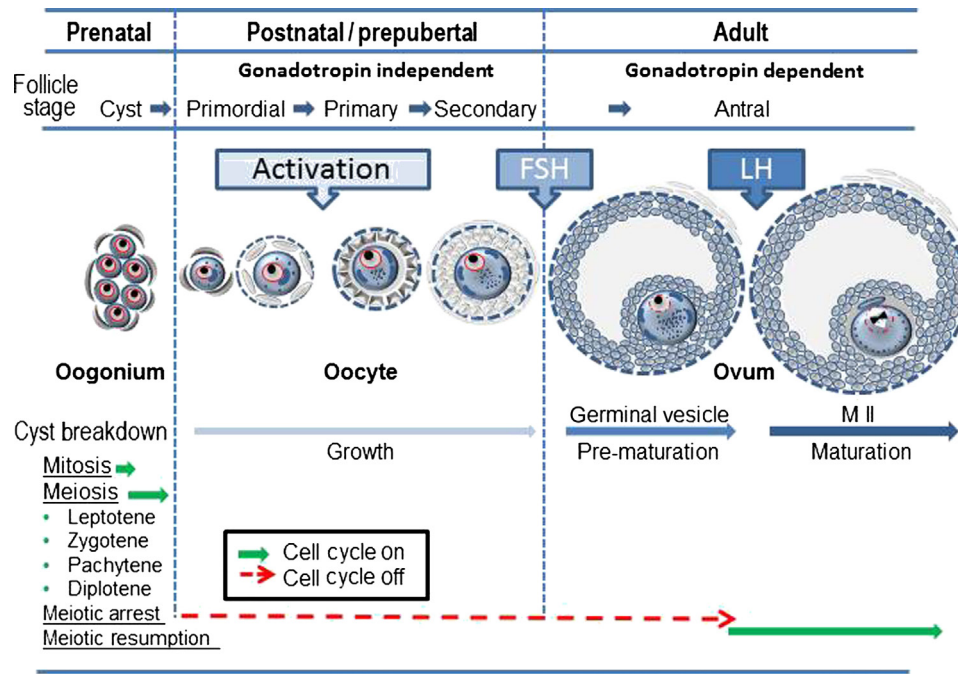 Prenatal
Postnatal / prepubertal
Adult
Follicle
stage
Gonadotropin independent
Gonadotropin dependent
Cyst
Primordial
Primary
Secondary
Antral
Activation
FSH
LH
Oogonium
Oocyte
Ovum
Cyst breakdown
Growth
Germinal vesicle
Pre-maturation
M II
Maturation
Mitosis
Meiosis
• Leptotene
• Zygotene
• Pachytene
• Diplotene
Cell cycle on
Cell cycle off
Meiotic arrest
Meiotic resumption